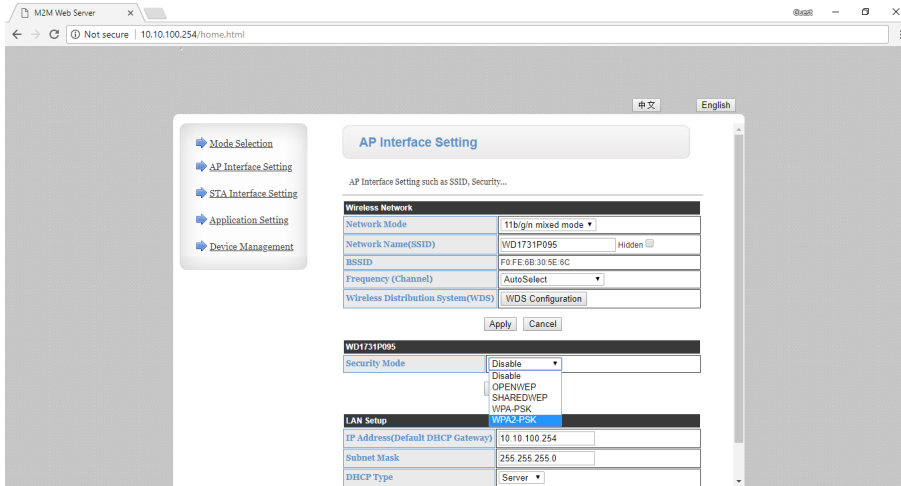 M2M Web Server
Guest
Not secure | 10.10.100.254/home.html
中文 English
Mode Selection
AP Interface Setting
STA Interface Setting
Application Setting
Device Management
AP Interface Setting
AP Interface Setting such as SSID, Security...
Wireless Network
Network Mode 11b/g/n mixed mode
Network Name(SSID) WD1731P095 Hidden
BSSID F0:FE:6B:30:5E:6C
Frequency (Channel) AutoSelect
Wireless Distribution System(WDS) WDS Configuration
Apply Cancel
WD1731P095
Security Mode Disable
Disable
OPENWEP
SHAREDWEP
WPA-PSK
WPA2-PSK
LAN Setup
IP Address(Default DHCP Gateway) 10.10.100.254
Subnet Mask 255.255.255.0
DHCP Type Server